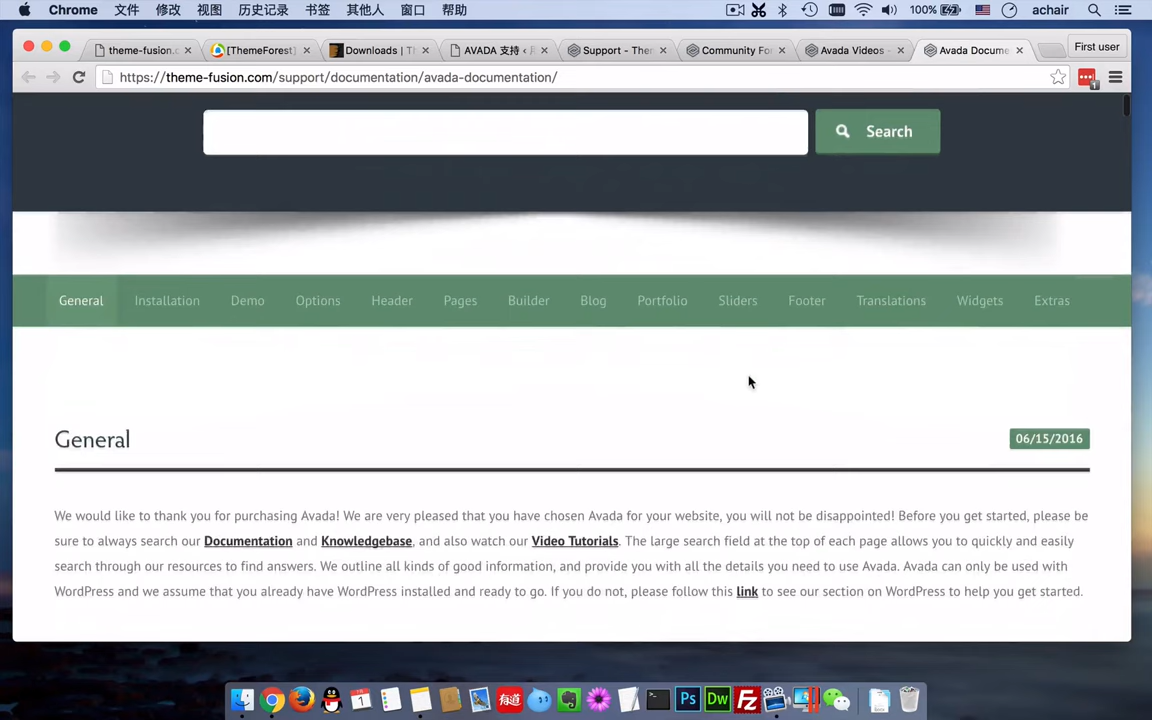 Chrome 文件 修改 视图 历史记录 书签 其他人 窗口 帮助 100% achair
theme-fusion.c [ThemeForest] Downloads | T AVADA 支持 ‹ Support - Them Community For Avada Videos - Avada Docume First user
https://theme-fusion.com/support/documentation/avada-documentation/
Search
General Installation Demo Options Header Pages Builder Blog Portfolio Sliders Footer Translations Widgets Extras
General 06/15/2016
We would like to thank you for purchasing Avada! We are very pleased that you have chosen Avada for your website, you will not be disappointed! Before you get started, please be
sure to always search our Documentation and Knowledgebase, and also watch our Video Tutorials. The large search field at the top of each page allows you to quickly and easily
search through our resources to find answers. We outline all kinds of good information, and provide you with all the details you need to use Avada. Avada can only be used with
WordPress and we assume that you already have WordPress installed and ready to go. If you do not, please follow this link to see our section on WordPress to help you get started.
1 有道 Ps Dw Fz